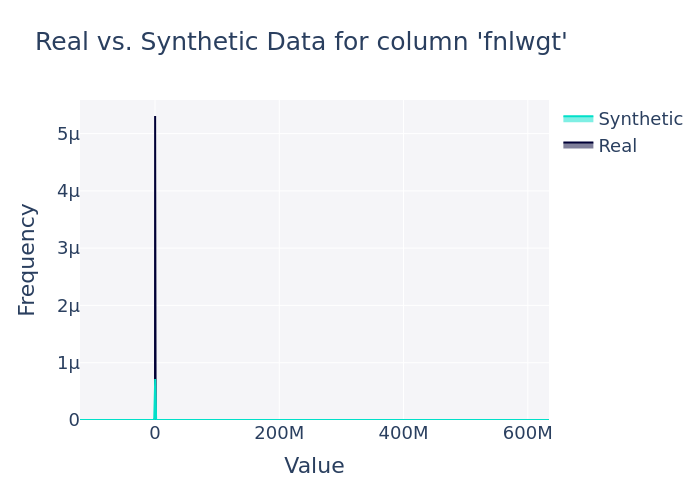 Real vs. Synthetic Data for column 'fnlwgt'
Synthetic
Real
Frequency
5μ
4μ
3μ
2μ
1μ
0
0 200M 400M 600M
Value